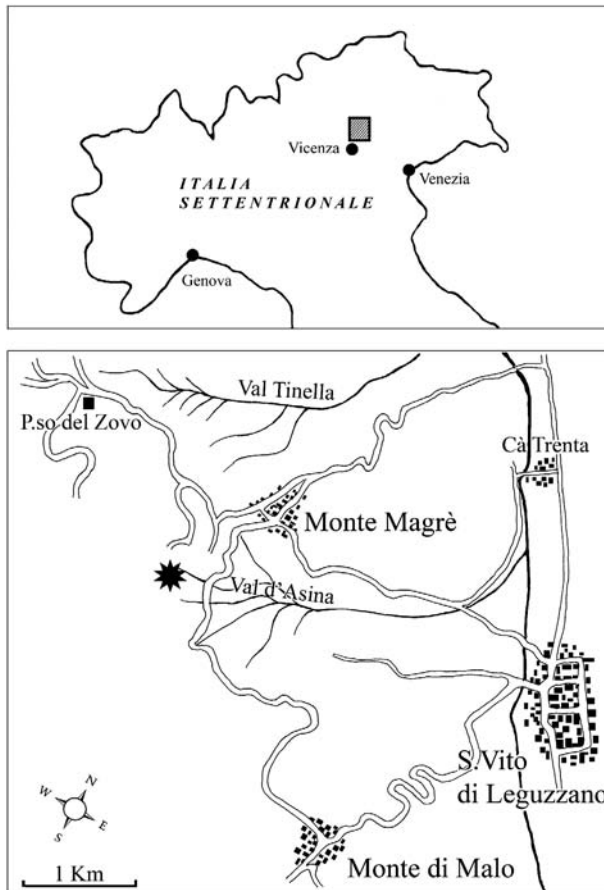 Vicenza
Venezia
ITALIA
SETTENTRIONALE
Genova
Val Tinella
P.so del Zovo
Cà Trenta
Monte Magrè
Val d'Asina
S.Vito
di Leguzzano
N
W
E
S
1 Km
Monte di Malo